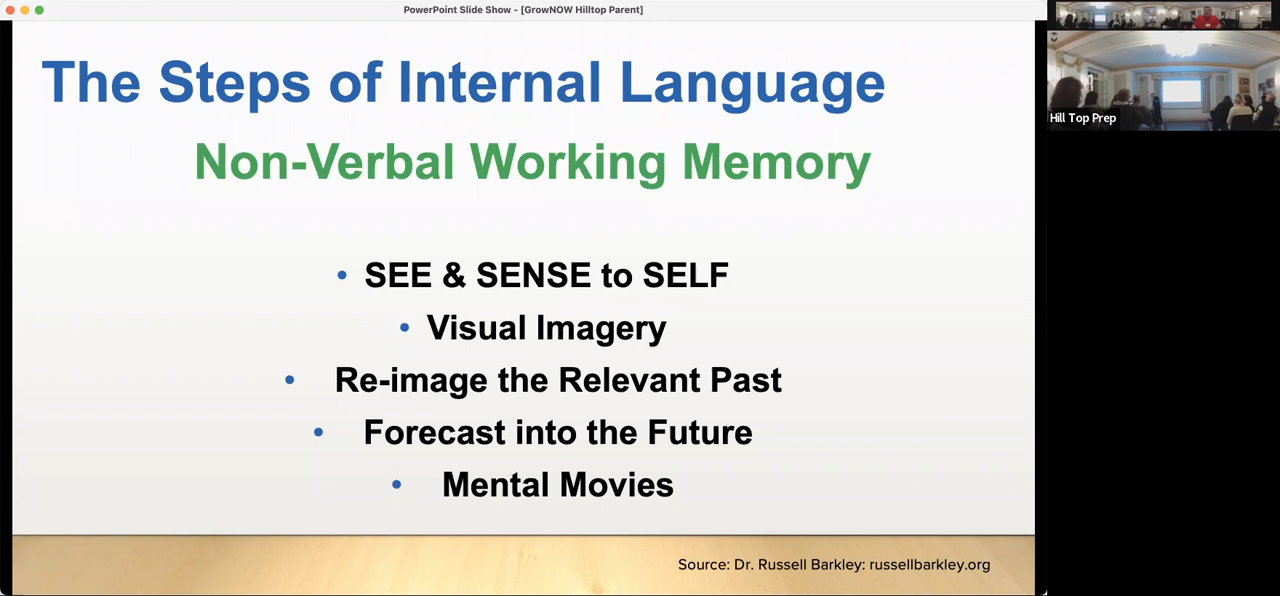 PowerPoint Slide Show - [GrowNOW Hilltop Parent]
The Steps of Internal Language
Non-Verbal Working Memory
• SEE & SENSE to SELF
• Visual Imagery
• Re-image the Relevant Past
• Forecast into the Future
• Mental Movies
Source: Dr. Russell Barkley: russellbarkley.org
Hill Top Prep